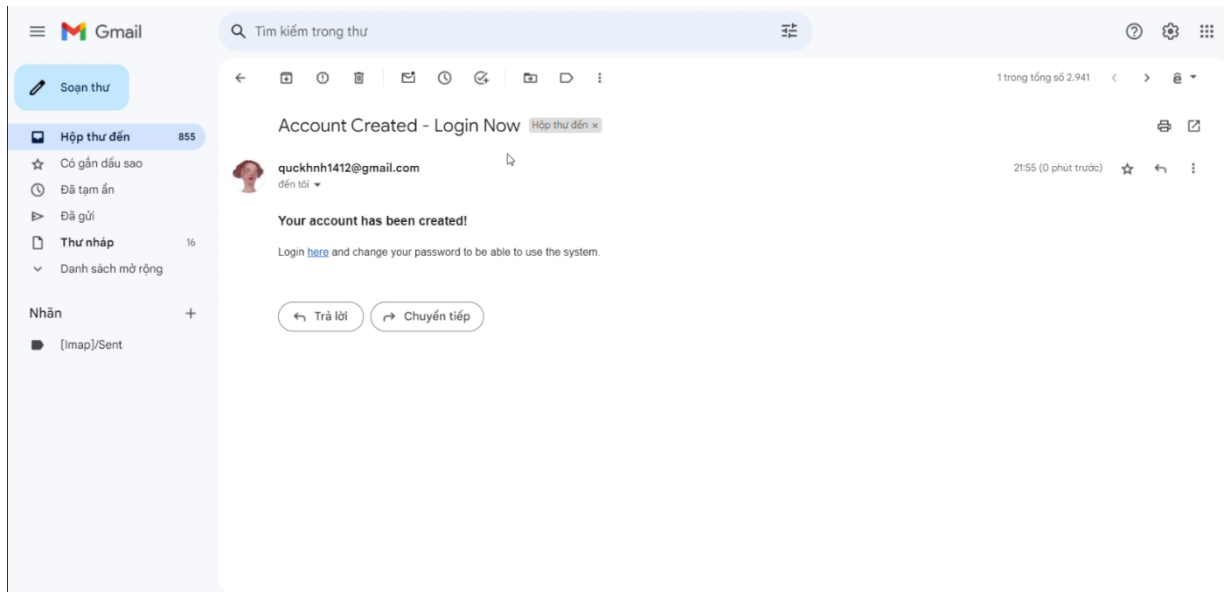 Gmail
Tìm kiếm trong thư
Soạn thư
1 trong tổng số 2.941
Hộp thư đến 855
Có gắn dấu sao
Đã tạm ẩn
Đã gửi
Thư nháp 16
Danh sách mở rộng
Nhãn
[Imap]/Sent
Account Created - Login Now Hộp thư đến ×
quckhnh1412@gmail.com 21:55 (0 phút trước)
đến tôi
Your account has been created!
Login here and change your password to be able to use the system.
Trả lời Chuyển tiếp